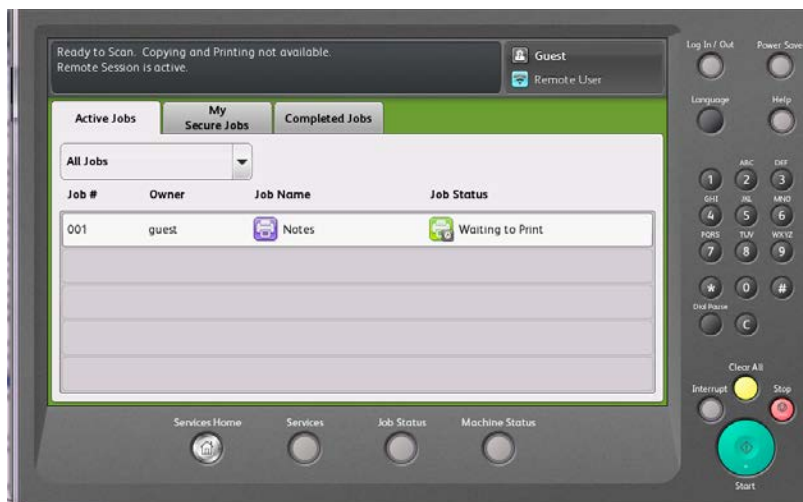 Ready to Scan. Copying and Printing not available.
Remote Session is active.
Guest
Remote User
Active Jobs
My
Secure Jobs
Completed Jobs
All Jobs
Job # Owner Job Name Job Status
001 guest Notes Waiting to Print
Services Home Services Job Status Machine Status
Log In / Out Power Save
Language Help
ABC DEF
1 2 3
GHI JKL MNO
4 5 6
PQRS TUV WXYZ
7 8 9
* 0 #
Dial Pause
C
Clear All
Interrupt Stop
Start